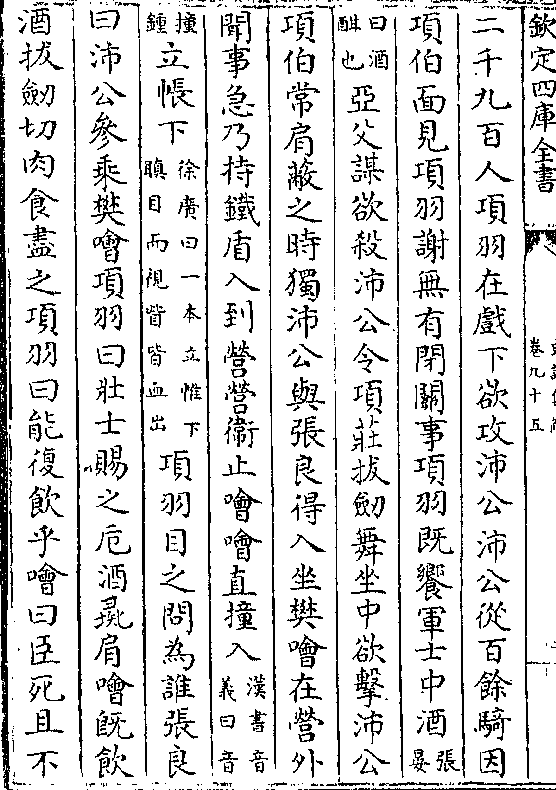 欽定四庫全書
卷九十五
二千九百人項羽在戲下欲攻沛公沛公從百餘騎因
項伯面見項羽謝無有閉關事項羽既饗軍士中酒張晏
曰酒酣也亞父謀欲殺沛公令項莊拔劒舞坐中欲擊沛公
項伯常肩蔽之時獨沛公與張良得入坐樊噲在營外
聞事急乃持鐵盾入到營營衛止噲噲直撞入漢書音義曰音
撞鍾立帳下徐廣曰一本立惟下瞋目而視眥皆血出項羽目之問為誰張良
曰沛公參乘樊噲項羽曰壯士賜之卮酒彘肩噲既飲
酒拔劒切肉食盡之項羽曰能復飲乎噲曰臣死且不